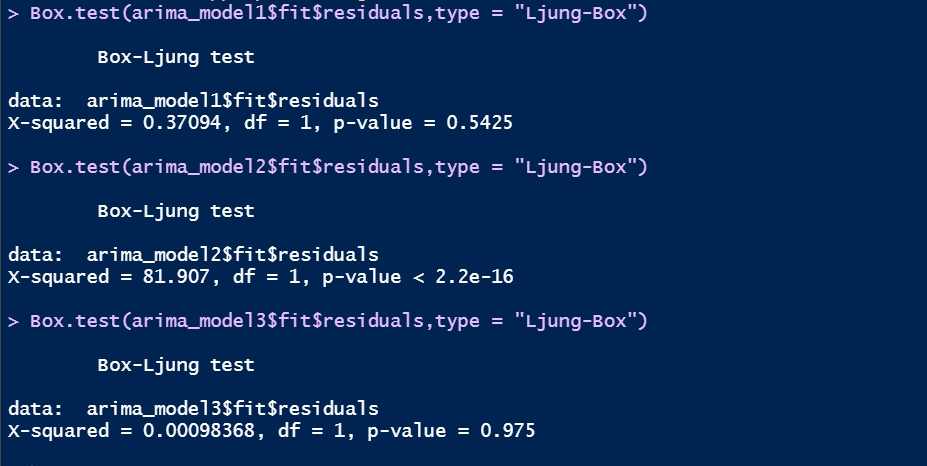 > Box.test(arima_model1$fit$residuals,type = "Ljung-Box")
Box-Ljung test
data:  arima_model1$fit$residuals
X-squared = 0.37094, df = 1, p-value = 0.5425
> Box.test(arima_model2$fit$residuals,type = "Ljung-Box")
Box-Ljung test
data:  arima_model2$fit$residuals
X-squared = 81.907, df = 1, p-value < 2.2e-16
> Box.test(arima_model3$fit$residuals,type = "Ljung-Box")
Box-Ljung test
data:  arima_model3$fit$residuals
X-squared = 0.00098368, df = 1, p-value = 0.975